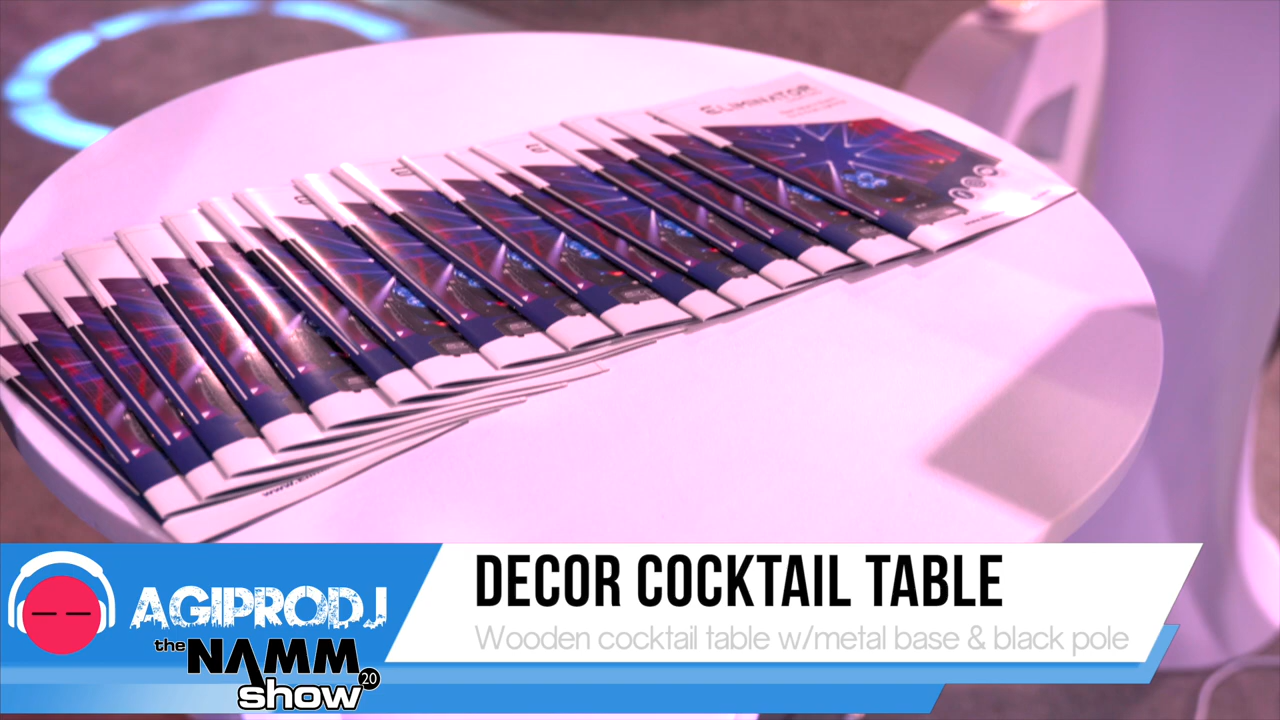 ELIMINATOR
DECOR COCKTAIL TABLE
Wooden cocktail table w/metal base & black pole
AGIPRODJ
the
NAMM
show
20